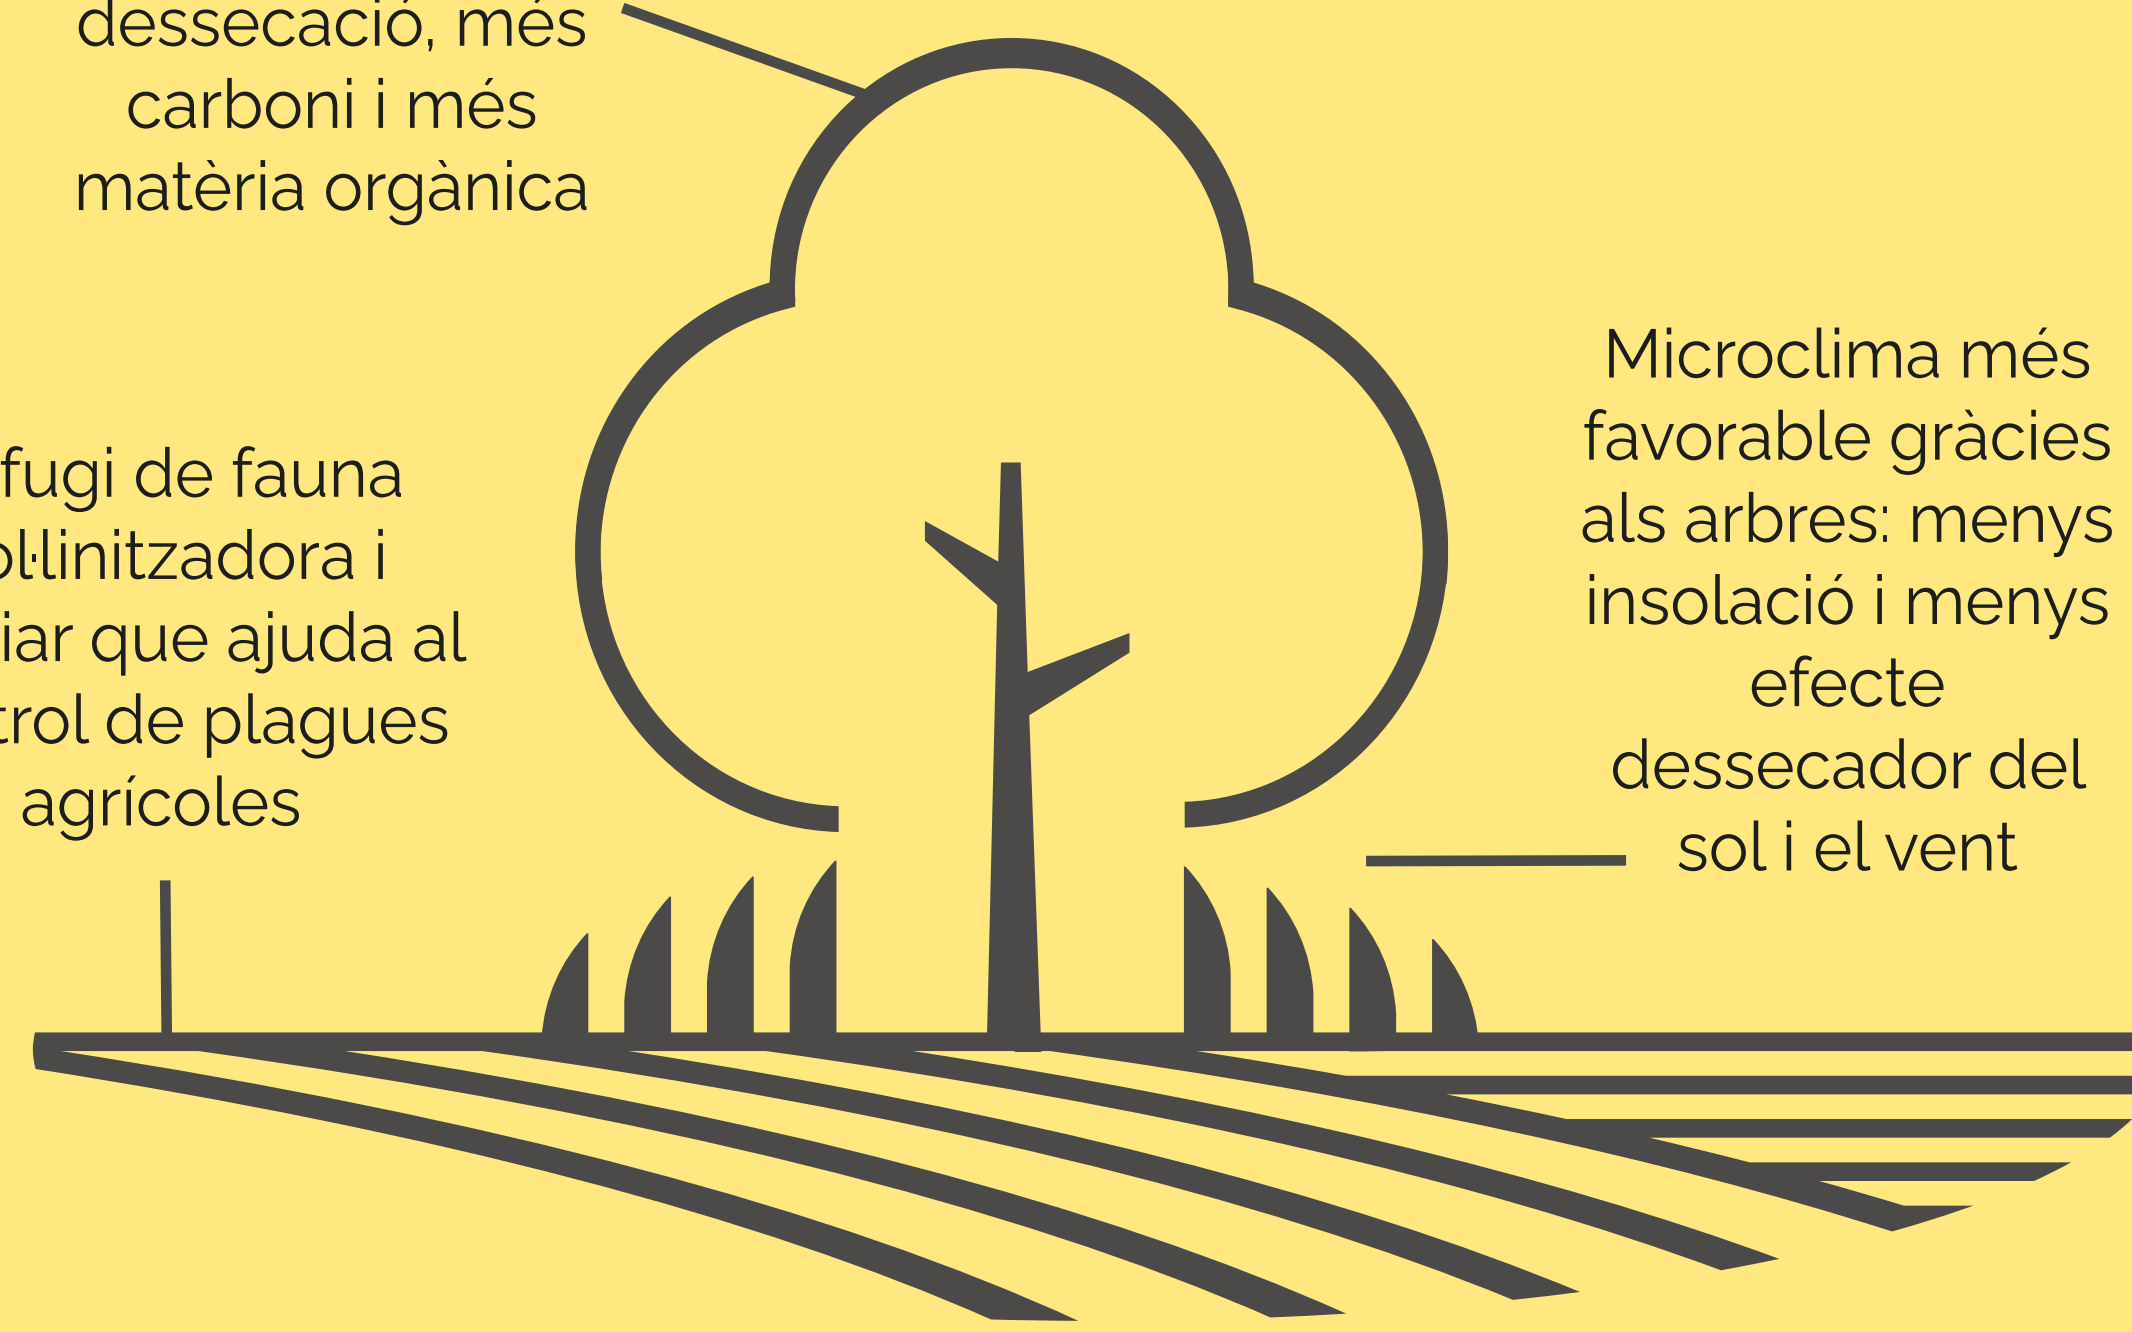 dessecació, més
carboni i més
matèria orgànica
fugi de fauna
ol·linitzadora i
iar que ajuda al
trol de plagues
agrícoles
Microclima més
favorable gràcies
als arbres: menys
insolació i menys
efecte
dessecador del
sol i el vent